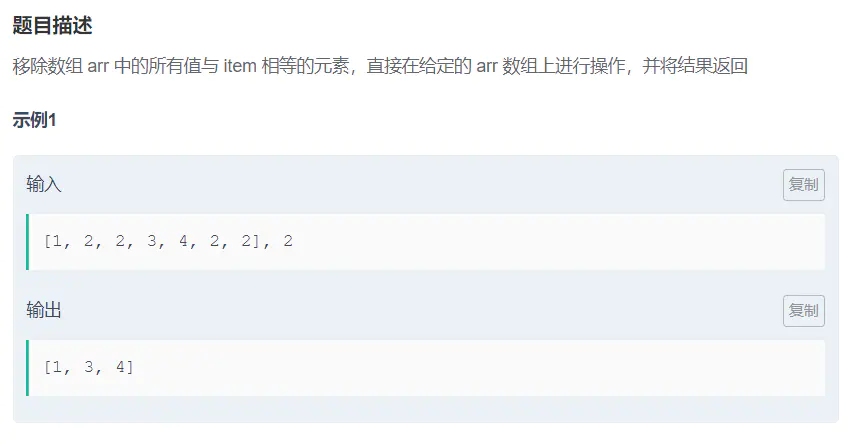 题目描述
移除数组 arr 中的所有值与 item 相等的元素，直接在给定的 arr 数组上进行操作，并将结果返回
示例1
输入
复制
[1, 2, 2, 3, 4, 2, 2], 2
输出
复制
[1, 3, 4]